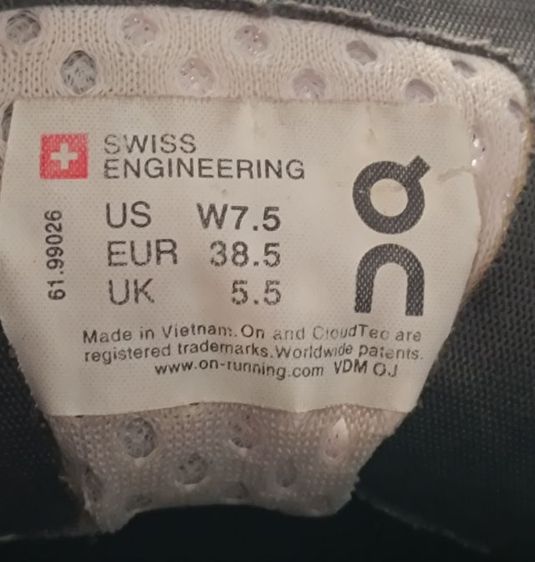 SWISS
ENGINEERING
US W7.5
EUR 38.5
UK 5.5
61.99026
On
Made in Vietnam. On and CloudTec are
registered trademarks. Worldwide patents.
www.on-running.com VDM OJ